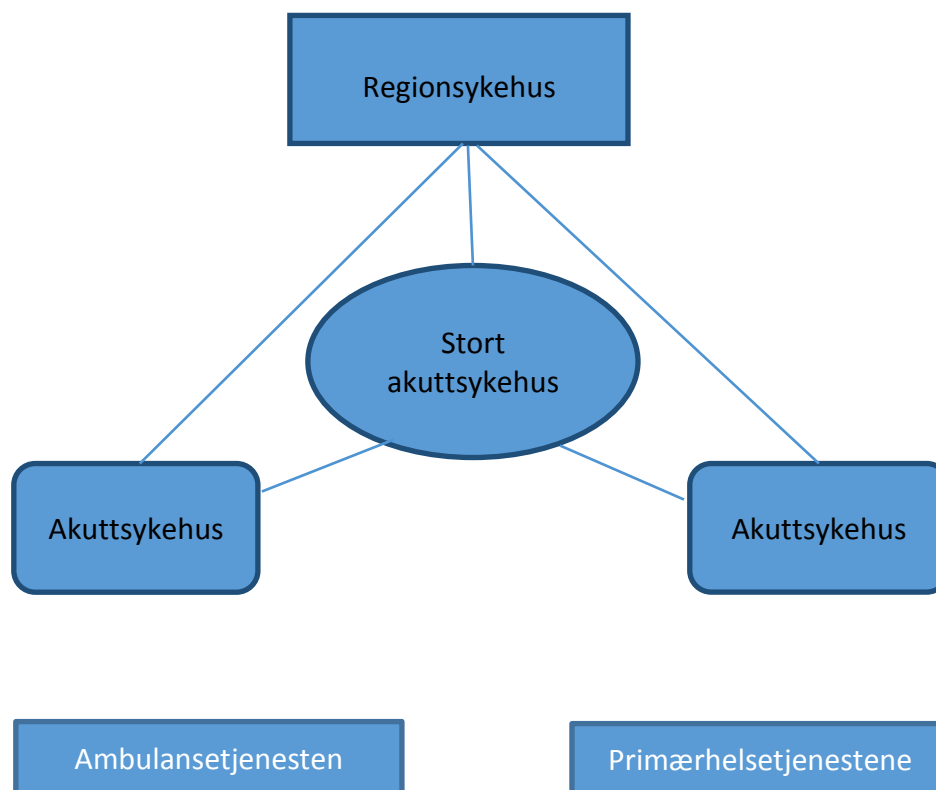 Regionsykehus
Stort
akuttsykehus
Akuttsykehus
Akuttsykehus
Ambulansetjenesten
Primærhelsetjenestene